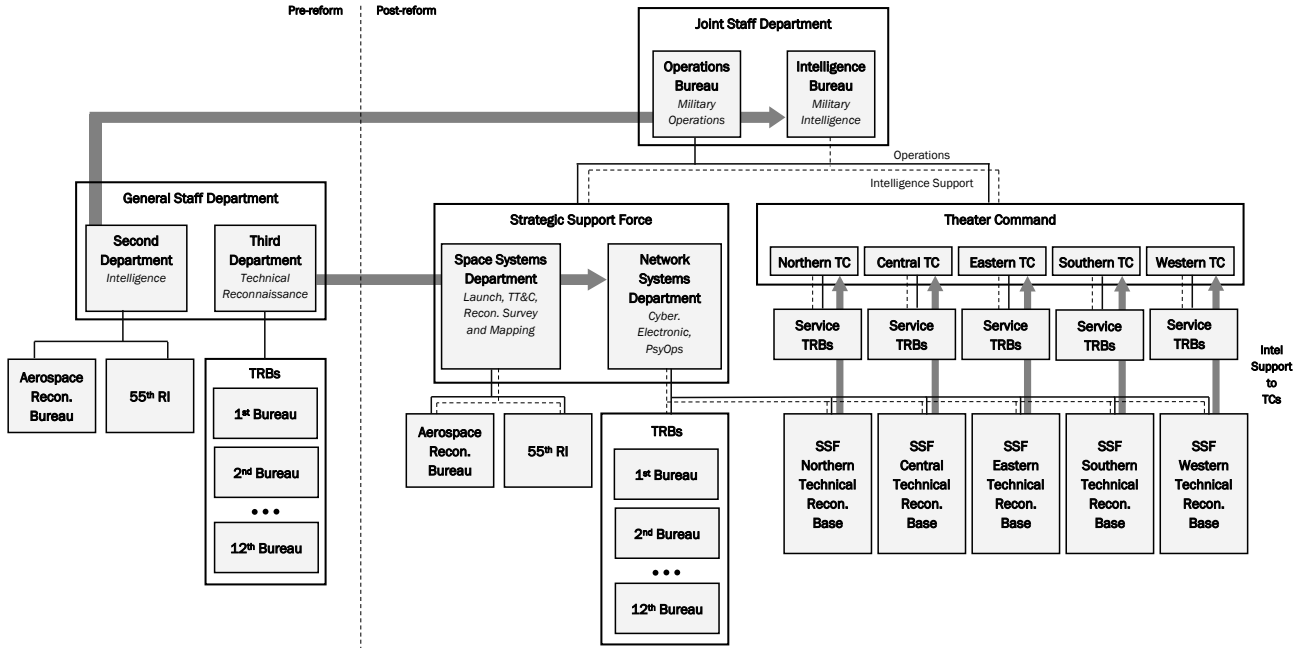 Pre-reform
Post-reform
Joint Staff Department
Operations
Bureau
Military
Operations
Intelligence
Bureau
Military
Intelligence
Operations
Intelligence Support
General Staff Department
Second
Department
Intelligence
Third
Department
Technical
Reconnaissance
Aerospace
Recon.
Bureau
55th RI
TRBs
1st Bureau
2nd Bureau
•••
12th Bureau
Strategic Support Force
Space Systems
Department
Launch, TT&C,
Recon. Survey
and Mapping
Network
Systems
Department
Cyber.
Electronic,
PsyOps
Aerospace
Recon.
Bureau
55th RI
TRBs
1st Bureau
2nd Bureau
•••
12th Bureau
Theater Command
Northern TC
Central TC
Eastern TC
Southern TC
Western TC
Service
TRBs
Service
TRBs
Service
TRBs
Service
TRBs
Service
TRBs
Intel
Support
to
TCs
SSF
Northern
Technical
Recon.
Base
SSF
Central
Technical
Recon.
Base
SSF
Eastern
Technical
Recon.
Base
SSF
Southern
Technical
Recon.
Base
SSF
Western
Technical
Recon.
Base